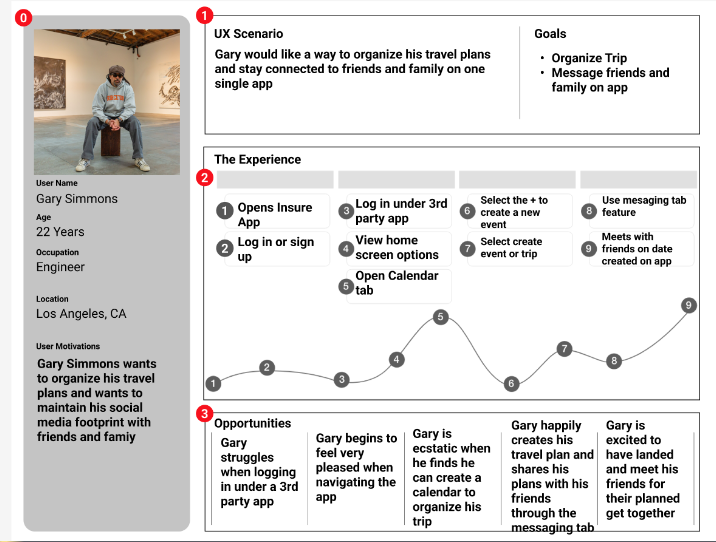 0
User Name
Gary Simmons
Age
22 Years
Occupation
Engineer
Location
Los Angeles, CA
User Motivations
Gary Simmons wants
to organize his travel
plans and wants to
maintain his social
media footprint with
friends and famiy
1
UX Scenario
Gary would like a way to organize his travel plans
and stay connected to friends and family on one
single app
Goals
• Organize Trip
• Message friends and
family on app
2
The Experience
1 Opens Insure
App
2 Log in or sign
up
3 Log in under 3rd
party app
4 View home
screen options
5 Open Calendar
tab
6 Select the + to
create a new
event
7 Select create
event or trip
8 Use mesaging tab
feature
9 Meets with
friends on date
created on app
1
2
3
4
5
6
7
8
9
3
Opportunities
Gary
struggles
when logging
in under a 3rd
party app
Gary begins to
feel very
pleased when
navigating the
app
Gary is
ecstatic when
he finds he
can create a
calendar to
organize his
trip
Gary happily
creates his
travel plan and
shares his
plans with his
friends
through the
messaging tab
Gary is
excited to
have landed
and meet his
friends for
their planned
get together